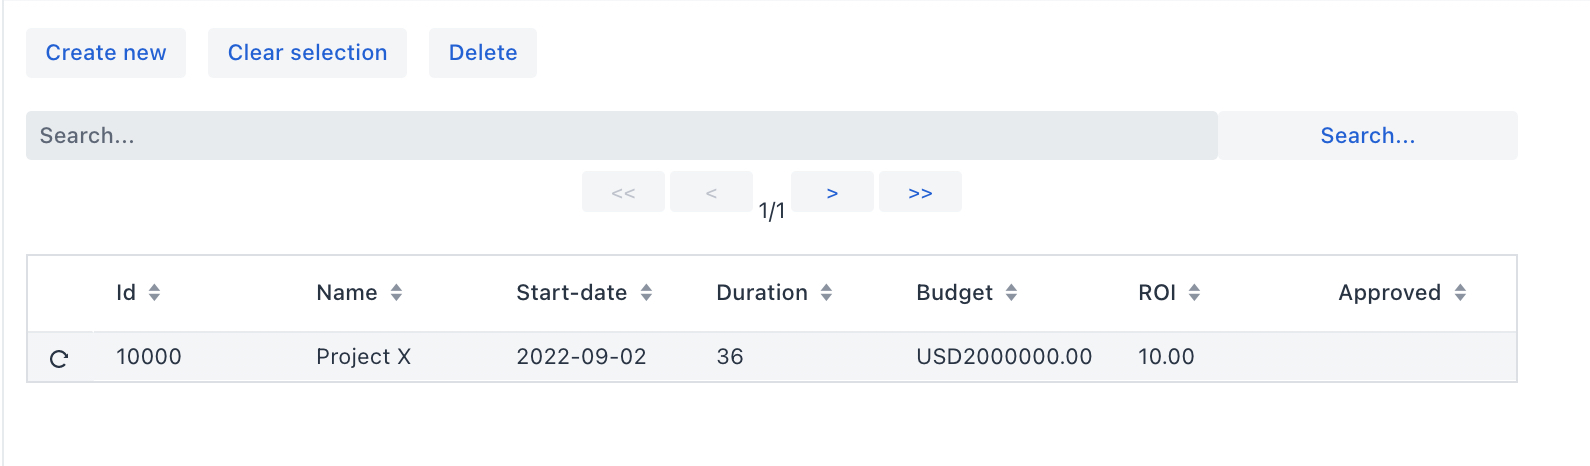 Create new Clear selection Delete
Search... Search...
<< < 1/1 > >>
Id Name Start-date Duration Budget ROI Approved
10000 Project X 2022-09-02 36 USD2000000.00 10.00